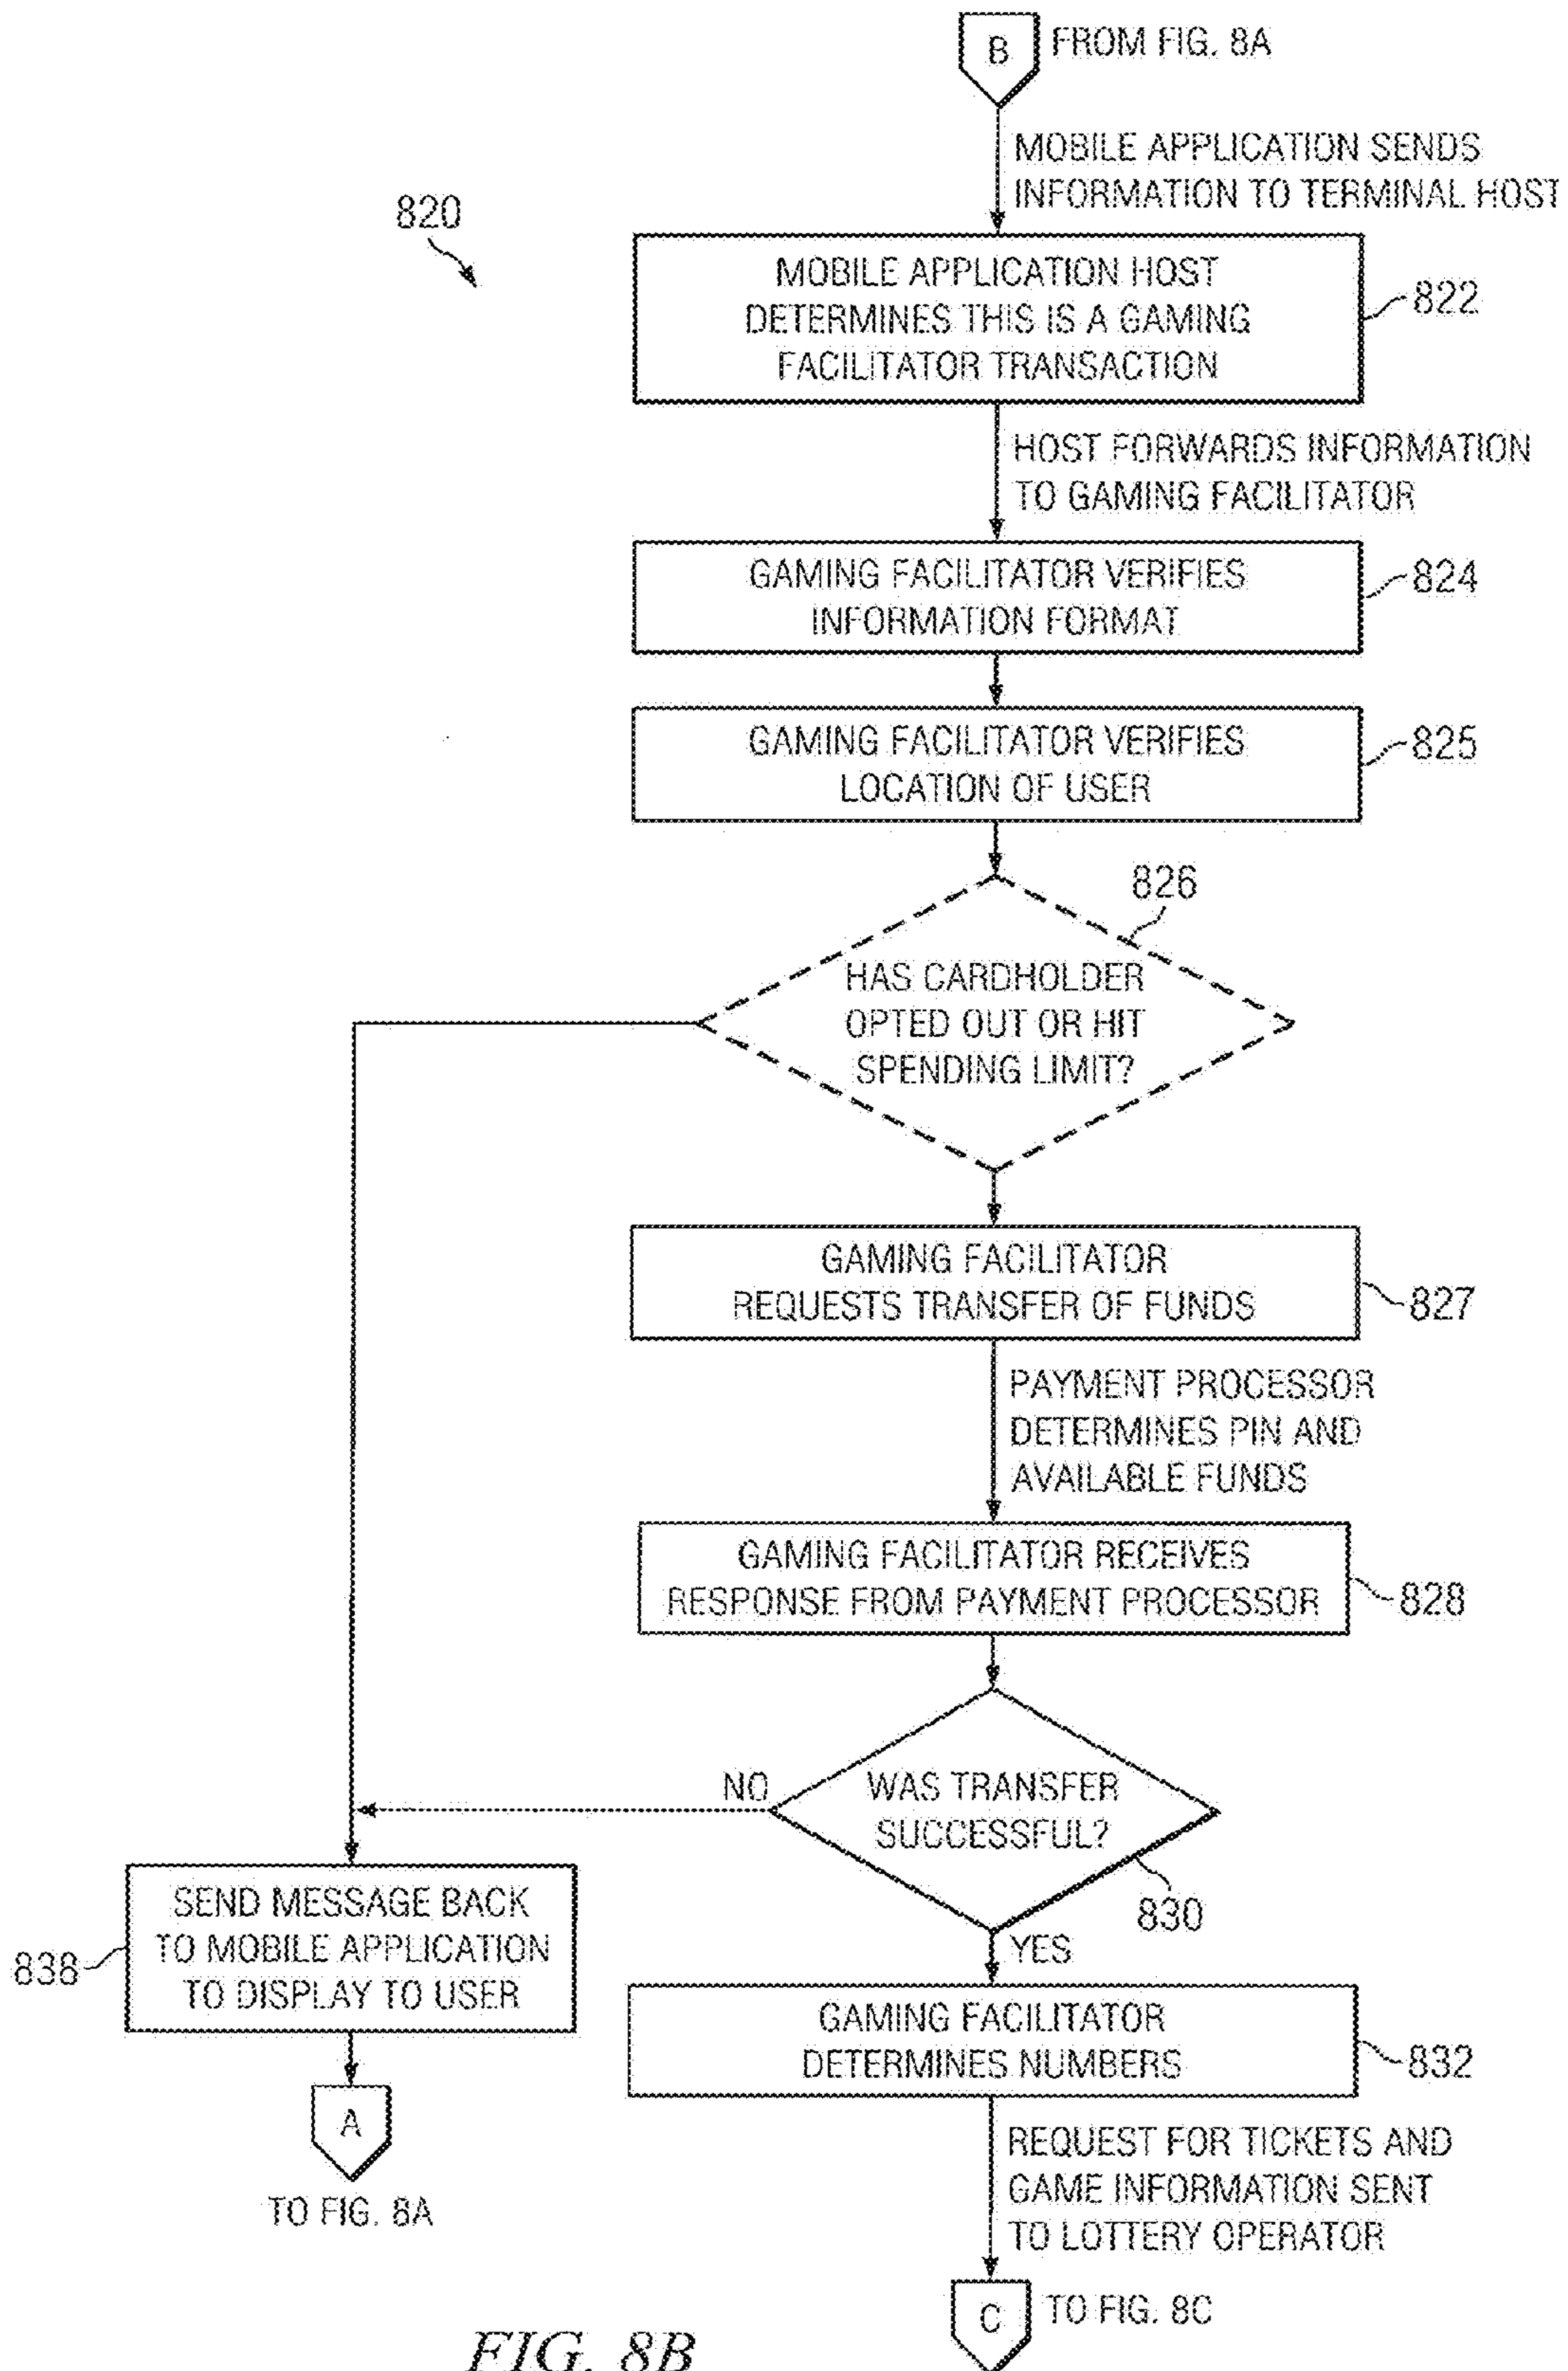 B FROM FIG. 8A
MOBILE APPLICATION SENDS
INFORMATION TO TERMINAL HOST
820
MOBILE APPLICATION HOST
DETERMINES THIS IS A GAMING
FACILITATOR TRANSACTION
822
HOST FORWARDS INFORMATION
TO GAMING FACILITATOR
GAMING FACILITATOR VERIFIES
INFORMATION FORMAT
824
GAMING FACILITATOR VERIFIES
LOCATION OF USER
825
826
HAS CARDHOLDER
OPTED OUT OR HIT
SPENDING LIMIT?
GAMING FACILITATOR
REQUESTS TRANSFER OF FUNDS
827
PAYMENT PROCESSOR
DETERMINES PIN AND
AVAILABLE FUNDS
GAMING FACILITATOR RECEIVES
RESPONSE FROM PAYMENT PROCESSOR
828
NO
WAS TRANSFER
SUCCESSFUL?
830
YES
SEND MESSAGE BACK
TO MOBILE APPLICATION
TO DISPLAY TO USER
838
GAMING FACILITATOR
DETERMINES NUMBERS
832
A
TO FIG. 8A
REQUEST FOR TICKETS AND
GAME INFORMATION SENT
TO LOTTERY OPERATOR
C TO FIG. 8C
FIG. 8B